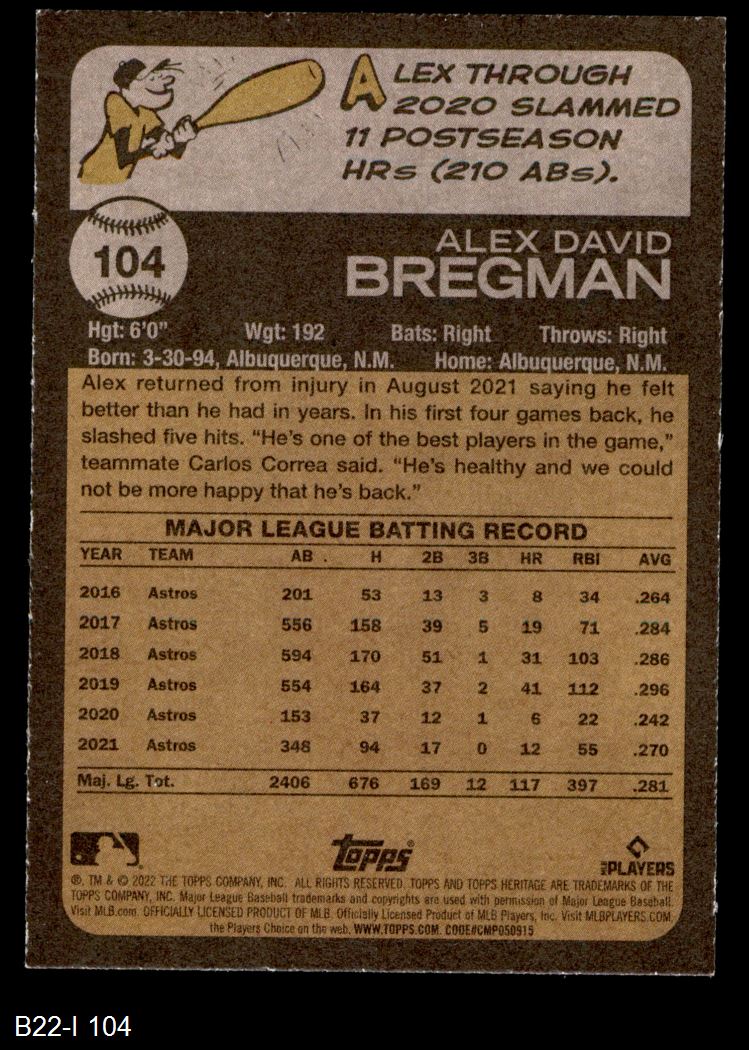 ALEX THROUGH
2020 SLAMMED
11 POSTSEASON
HRs (210 ABs).
104
ALEX DAVID
BREGMAN
Hgt: 6'0" Wgt: 192 Bats: Right Throws: Right
Born: 3-30-94, Albuquerque, N.M. Home: Albuquerque, N.M.
Alex returned from injury in August 2021 saying he felt
better than he had in years. In his first four games back, he
slashed five hits. “He’s one of the best players in the game,”
teammate Carlos Correa said. “He’s healthy and we could
not be more happy that he’s back.”
MAJOR LEAGUE BATTING RECORD
YEAR TEAM AB . H 2B 3B HR RBI AVG
2016 Astros 201 53 13 3 8 34 .264
2017 Astros 556 158 39 5 19 71 .284
2018 Astros 594 170 51 1 31 103 .286
2019 Astros 554 164 37 2 41 112 .296
2020 Astros 153 37 12 1 6 22 .242
2021 Astros 348 94 17 0 12 55 .270
Maj. Lg. Tot. 2406 676 169 12 117 397 .281
topps®
MLB PLAYERS
®, TM & © 2022 THE TOPPS COMPANY, INC. ALL RIGHTS RESERVED. TOPPS AND TOPPS HERITAGE ARE TRADEMARKS OF THE
TOPPS COMPANY, INC. Major League Baseball trademarks and copyrights are used with permission of Major League Baseball.
Visit MLB.com. OFFICIALLY LICENSED PRODUCT OF MLB. Officially Licensed Product of MLB Players, Inc. Visit MLBPLAYERS.COM,
the Players Choice on the web. WWW.TOPPS.COM. CODE#CMP050915
B22-I 104